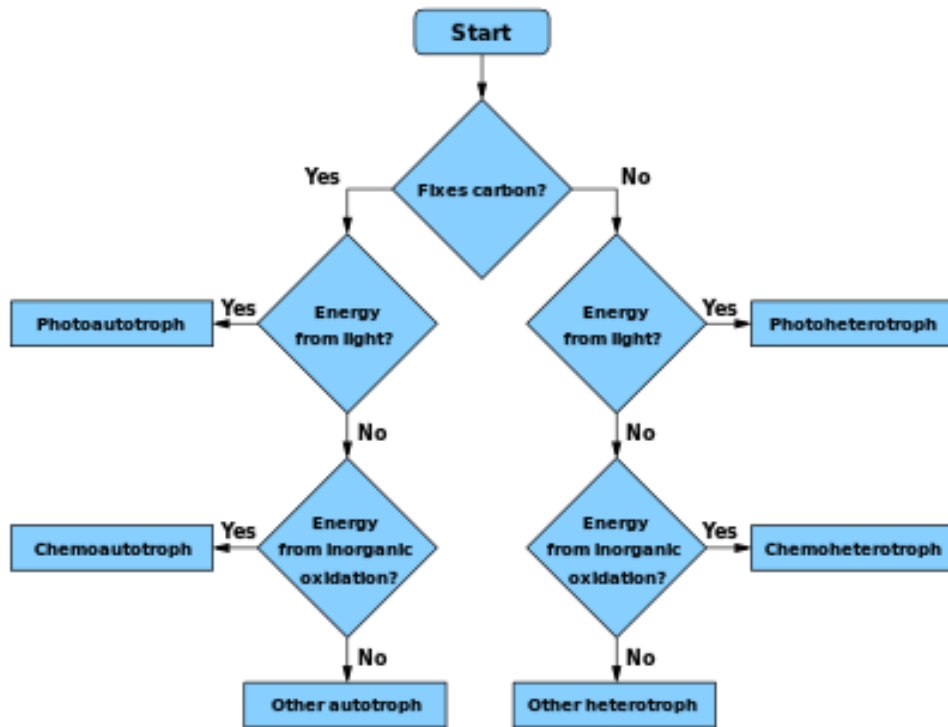 Start
Fixes carbon?
Yes
No
Energy
from light?
Yes
Photoautotroph
No
Energy
from light?
Yes
Photoheterotroph
No
Energy
from inorganic
oxidation?
Yes
Chemoautotroph
No
Other autotroph
Energy
from inorganic
oxidation?
Yes
Chemoheterotroph
No
Other heterotroph